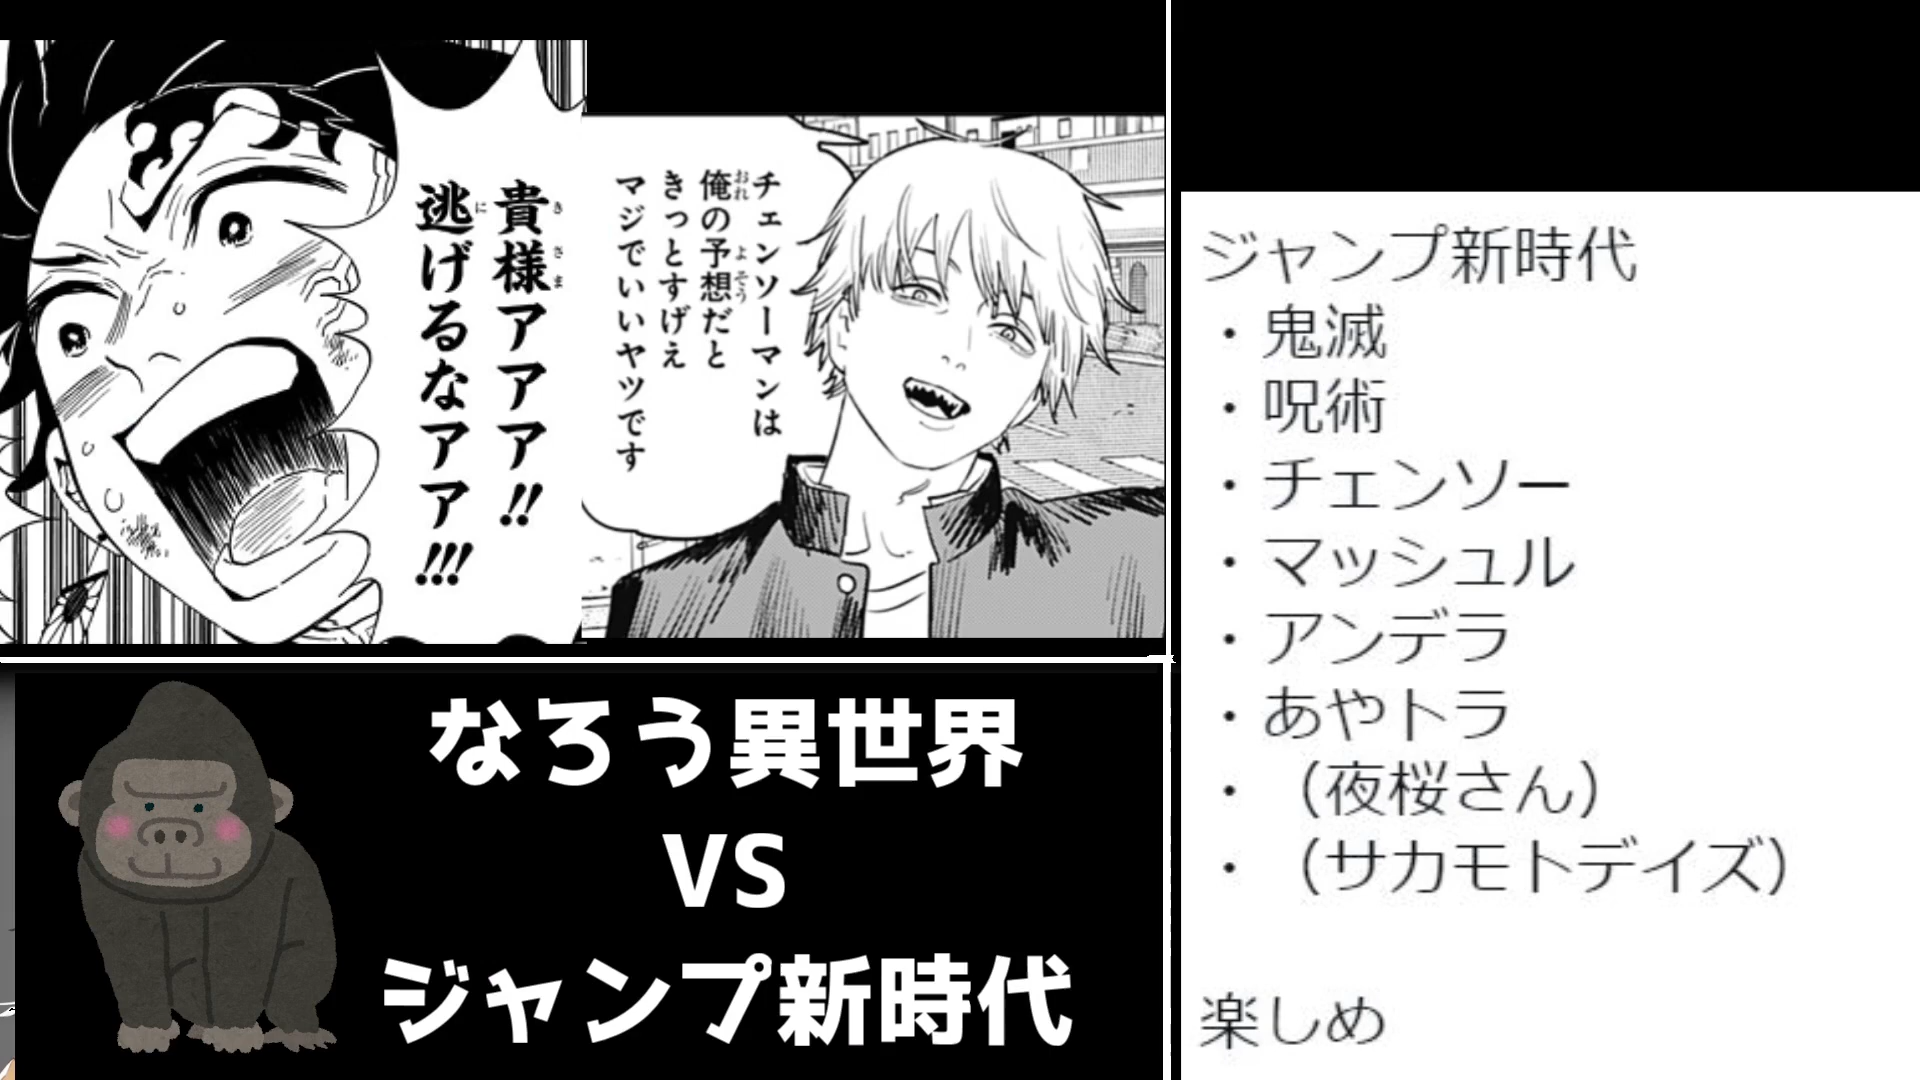 貴様アアア!!
逃げるなアア!!!
チェンソーマンは
俺の予想だと
きっとすげえ
マジでいいヤツです
なろう異世界
VS
ジャンプ新時代
ジャンプ新時代
・鬼滅
・呪術
・チェンソー
・マッシュル
・アンデラ
・あやトラ
・（夜桜さん）
・（サカモトデイズ）
楽しめ